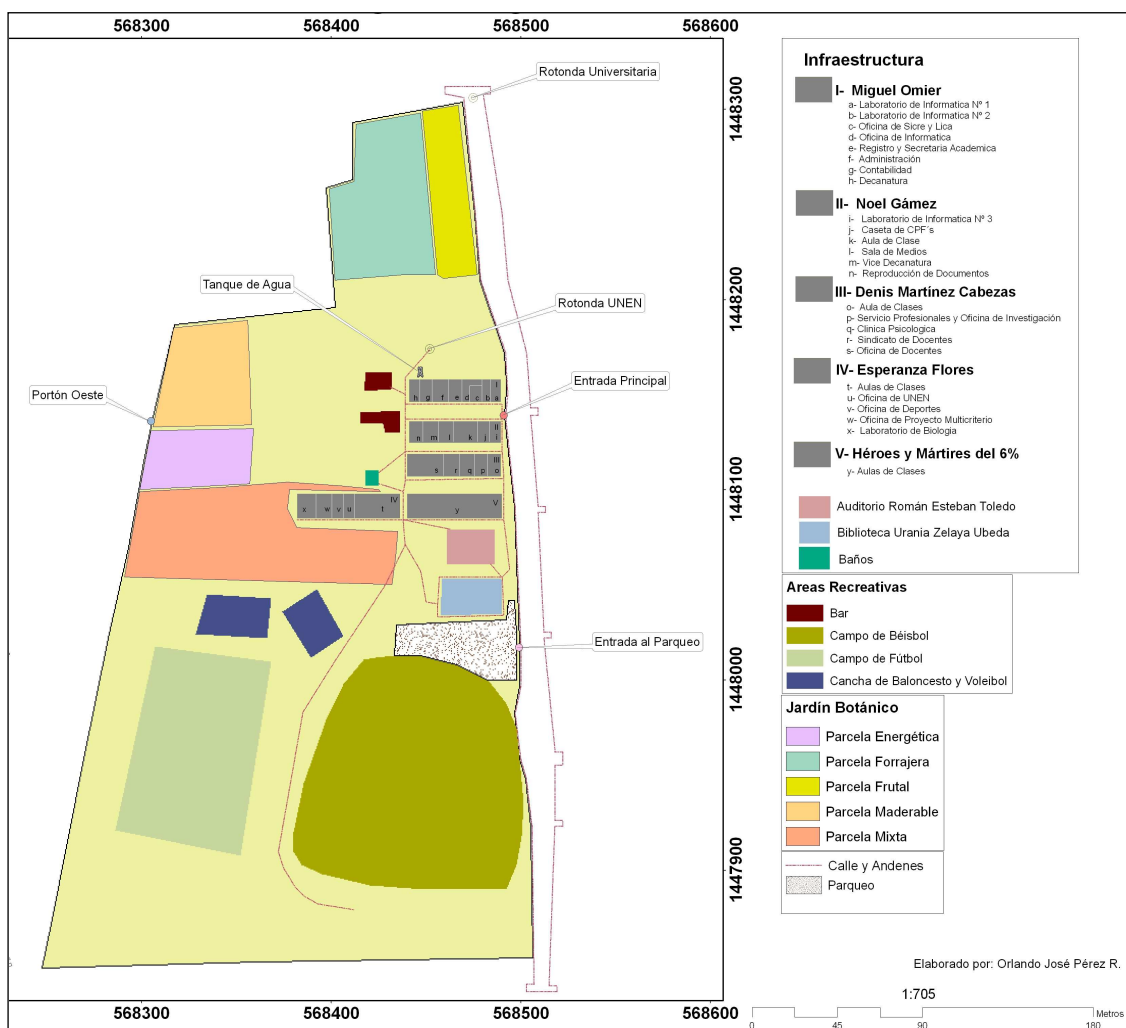 568300 568400 568500 568600
Rotonda Universitaria
Tanque de Agua
Rotonda UNEN
Portón Oeste
Entrada Principal
Entrada al Parqueo
h g f e d c b a I
n m l k j i II
s r q p o III
x w v u t IV
y V
1448300
1448200
1448100
1448000
1447900
568300 568400 568500 568600
Infraestructura
I- Miguel Omier
a- Laboratorio de Informatica Nº 1
b- Laboratorio de Informatica Nº 2
c- Oficina de Sicre y Lica
d- Oficina de Informatica
e- Registro y Secretaria Academica
f- Administración
g- Contabilidad
h- Decanatura
II- Noel Gámez
i- Laboratorio de Informatica Nº 3
j- Caseta de CPF´s
k- Aula de Clase
l- Sala de Medios
m- Vice Decanatura
n- Reproducción de Documentos
III- Denis Martínez Cabezas
o- Aula de Clases
p- Servicio Profesionales y Oficina de Investigación
q- Clinica Psicologica
r- Sindicato de Docentes
s- Oficina de Docentes
IV- Esperanza Flores
t- Aulas de Clases
u- Oficina de UNEN
v- Oficina de Deportes
w- Oficina de Proyecto Multicriterio
x- Laboratorio de Biologia
V- Héroes y Mártires del 6%
y- Aulas de Clases
Auditorio Román Esteban Toledo
Biblioteca Urania Zelaya Ubeda
Baños
Areas Recreativas
Bar
Campo de Béisbol
Campo de Fútbol
Cancha de Baloncesto y Voleibol
Jardín Botánico
Parcela Energética
Parcela Forrajera
Parcela Frutal
Parcela Maderable
Parcela Mixta
Calle y Andenes
Parqueo
Elaborado por: Orlando José Pérez R.
1:705
Metros
0 45 90 180